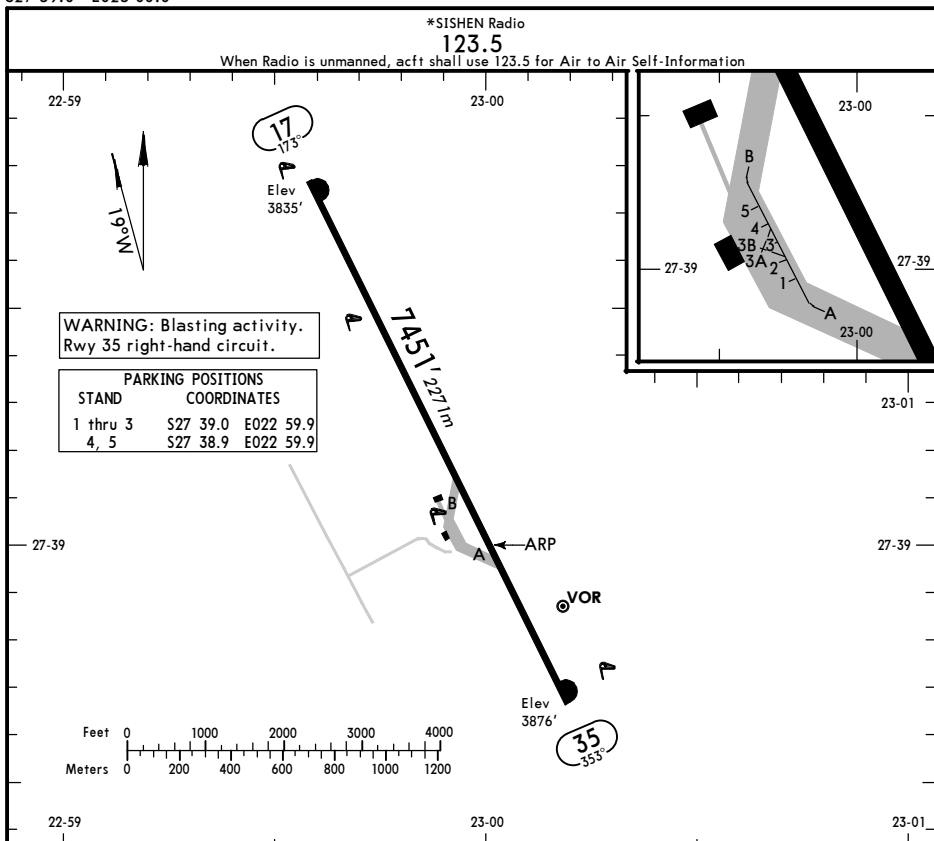 *SISHEN Radio
123.5
When Radio is unmanned, acft shall use 123.5 for Air to Air Self-Information
22-59
23-00
17
173°
Elev
3835'
19°W
WARNING: Blasting activity.
Rwy 35 right-hand circuit.
PARKING POSITIONS
STAND COORDINATES
1 thru 3 S27 39.0 E022 59.9
4, 5 S27 38.9 E022 59.9
7451' 2271m
23-00
B
5
4
3B 3
3A 2
1
A
27-39
27-39
23-00
23-01
B
A
ARP
27-39
27-39
VOR
Elev
3876'
35
353°
Feet 0 1000 2000 3000 4000
Meters 0 200 400 600 800 1000 1200
22-59
23-00
23-01